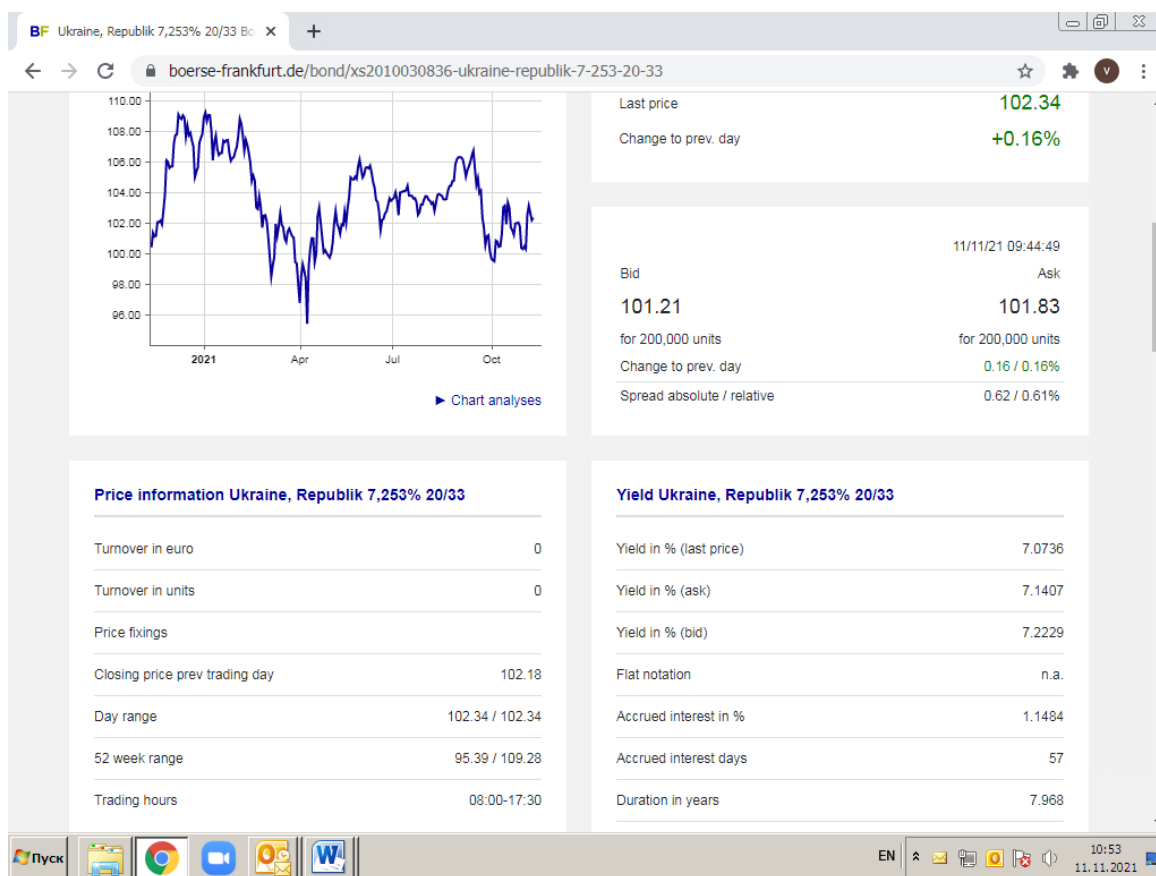 BF Ukraine, Republik 7,253% 20/33 Bo
boerse-frankfurt.de/bond/xs2010030836-ukraine-republik-7-253-20-33
V
110.00
108.00
106.00
104.00
102.00
100.00
98.00
96.00
2021 Apr Jul Oct
Chart analyses
Last price 102.34
Change to prev. day +0.16%
11/11/21 09:44:49
Bid Ask
101.21 101.83
for 200,000 units for 200,000 units
Change to prev. day 0.16 / 0.16%
Spread absolute / relative 0.62 / 0.61%
Price information Ukraine, Republik 7,253% 20/33
Turnover in euro 0
Turnover in units 0
Price fixings
Closing price prev trading day 102.18
Day range 102.34 / 102.34
52 week range 95.39 / 109.28
Trading hours 08:00-17:30
Yield Ukraine, Republik 7,253% 20/33
Yield in % (last price) 7.0736
Yield in % (ask) 7.1407
Yield in % (bid) 7.2229
Flat notation n.a.
Accrued interest in % 1.1484
Accrued interest days 57
Duration in years 7.968
Пуск
W
EN
10:53
11.11.2021